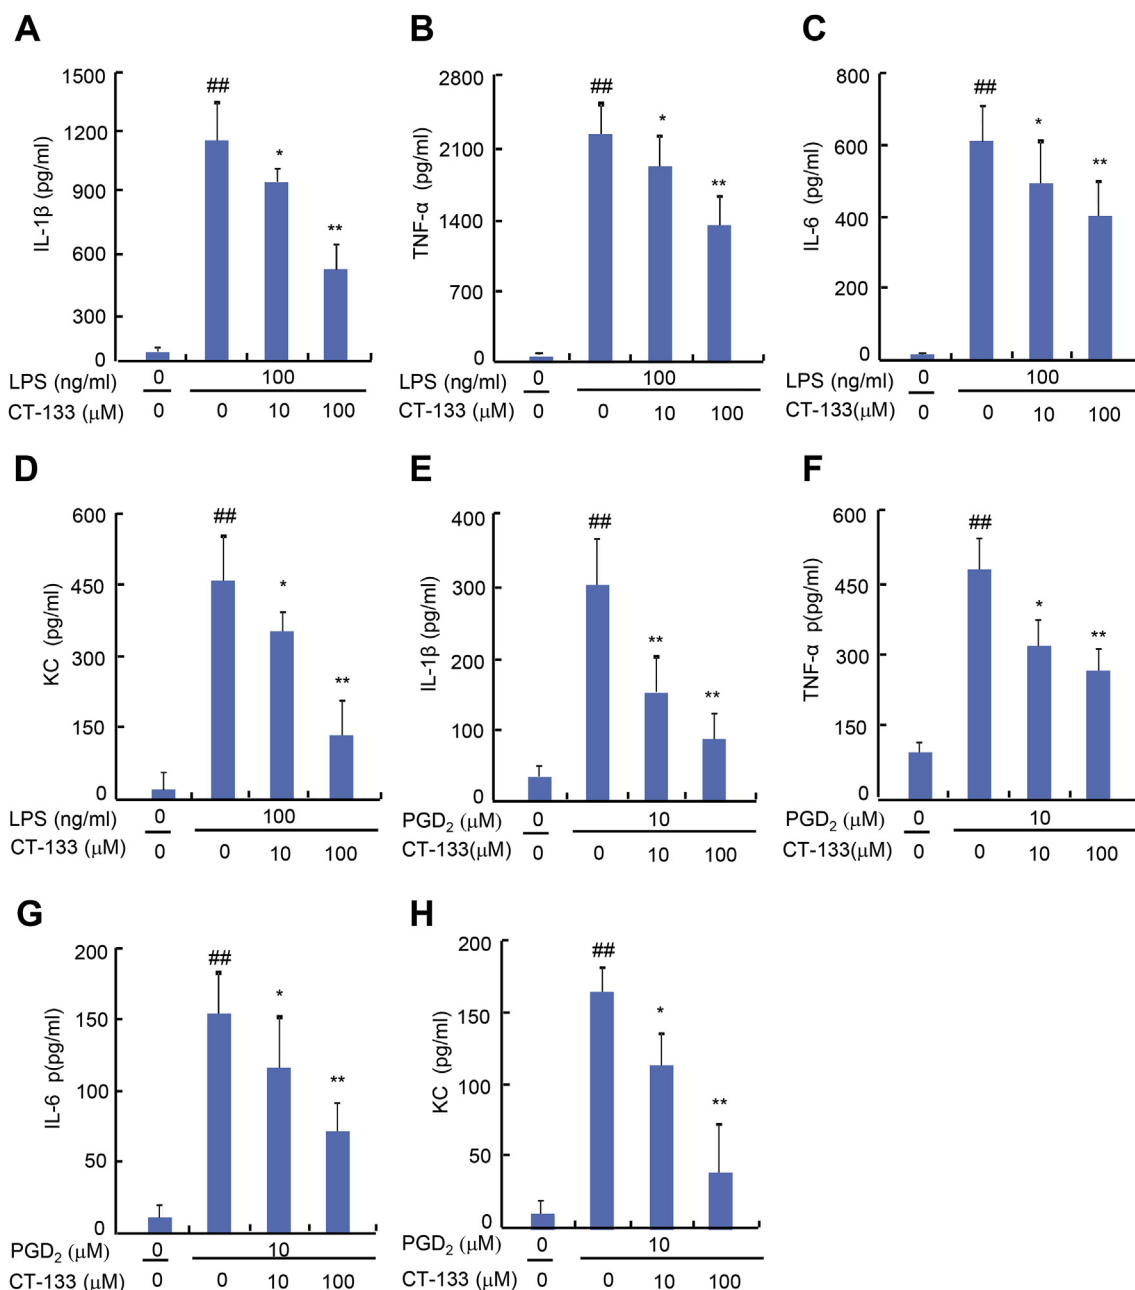 A
B
C
1500
1200
900
600
300
0
IL-1β (pg/ml)
##
*
**
LPS (ng/ml) 0 100
CT-133 (μM) 0 0 10 100
2800
2100
1400
700
0
TNF-α (pg/ml)
##
*
**
LPS (ng/ml) 0 100
CT-133 (μM) 0 0 10 100
800
600
400
200
0
IL-6 (pg/ml)
##
*
**
LPS (ng/ml) 0 100
CT-133(μM) 0 0 10 100
D
E
F
600
450
300
150
0
KC (pg/ml)
##
*
**
LPS (ng/ml) 0 100
CT-133 (μM) 0 0 10 100
400
300
200
100
0
IL-1β (pg/ml)
##
**
**
PGD₂ (μM) 0 10
CT-133(μM) 0 0 10 100
600
450
300
150
0
TNF-α p(pg/ml)
##
*
**
PGD₂ (μM) 0 10
CT-133(μM) 0 0 10 100
G
H
200
150
100
50
0
IL-6 p(pg/ml)
##
*
**
PGD₂ (μM) 0 10
CT-133 (μM) 0 0 10 100
200
150
100
50
0
KC (pg/ml)
##
*
**
PGD₂ (μM) 0 10
CT-133 (μM) 0 0 10 100